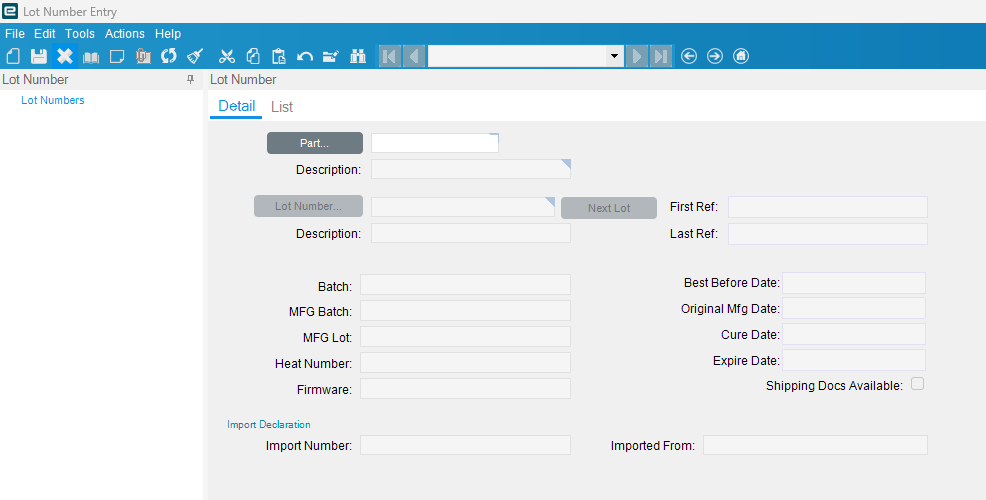 Lot Number Entry
File Edit Tools Actions Help
Lot Number
Lot Numbers
Lot Number
Detail List
Part...
Description:
Lot Number... Next Lot First Ref:
Description: Last Ref:
Batch: Best Before Date:
MFG Batch: Original Mfg Date:
MFG Lot: Cure Date:
Heat Number: Expire Date:
Firmware: Shipping Docs Available:
Import Declaration
Import Number: Imported From: